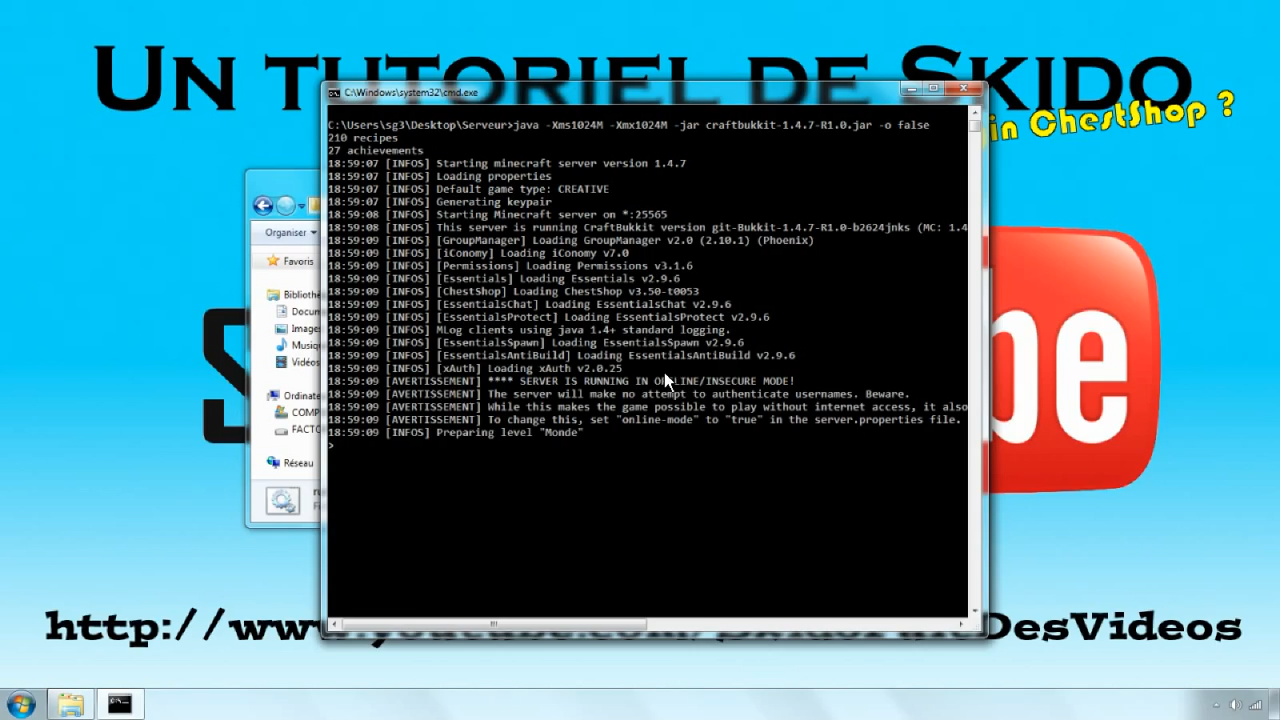 Un tutoriel de Skido
in ChestShop ?
C:\Windows\system32\cmd.exe
C:\Users\sg3\Desktop\Serveur>java -Xms1024M -Xmx1024M -jar craftbukkit-1.4.7-R1.0.jar -o false
210 recipes
27 achievements
18:59:07 [INFOS] Starting minecraft server version 1.4.7
18:59:07 [INFOS] Loading properties
18:59:07 [INFOS] Default game type: CREATIVE
18:59:07 [INFOS] Generating keypair
18:59:08 [INFOS] Starting Minecraft server on *:25565
18:59:08 [INFOS] This server is running CraftBukkit version git-Bukkit-1.4.7-R1.0-b2624jnks (MC: 1.4
18:59:09 [INFOS] [GroupManager] Loading GroupManager v2.0 (2.10.1) (Phoenix)
18:59:09 [INFOS] [iConomy] Loading iConomy v7.0
18:59:09 [INFOS] [Permissions] Loading Permissions v3.1.6
18:59:09 [INFOS] [Essentials] Loading Essentials v2.9.6
18:59:09 [INFOS] [ChestShop] Loading ChestShop v3.50-t0053
18:59:09 [INFOS] [EssentialsChat] Loading EssentialsChat v2.9.6
18:59:09 [INFOS] [EssentialsProtect] Loading EssentialsProtect v2.9.6
18:59:09 [INFOS] MLog clients using java 1.4+ standard logging.
18:59:09 [INFOS] [EssentialsSpawn] Loading EssentialsSpawn v2.9.6
18:59:09 [INFOS] [EssentialsAntiBuild] Loading EssentialsAntiBuild v2.9.6
18:59:09 [INFOS] [xAuth] Loading xAuth v2.0.25
18:59:09 [AVERTISSEMENT] **** SERVER IS RUNNING IN OFFLINE/INSECURE MODE!
18:59:09 [AVERTISSEMENT] The server will make no attempt to authenticate usernames. Beware.
18:59:09 [AVERTISSEMENT] While this makes the game possible to play without internet access, it also
18:59:09 [AVERTISSEMENT] To change this, set "online-mode" to "true" in the server.properties file.
18:59:09 [INFOS] Preparing level "Monde"
>
Organiser
Favoris
Biblioth
Docum
Images
Musiq
Vidéos
Ordinate
COMP
FACTO
Réseau
be
http://www.youtube.com/ DesVideos